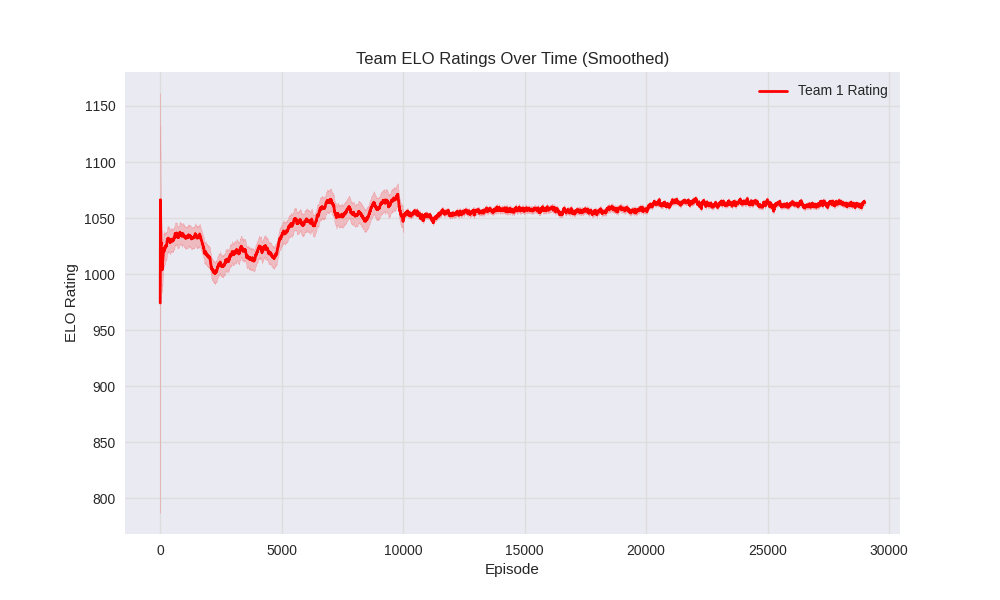 Team ELO Ratings Over Time (Smoothed)
Team 1 Rating
1150
1100
1050
1000
950
900
850
800
ELO Rating
0 5000 10000 15000 20000 25000 30000
Episode